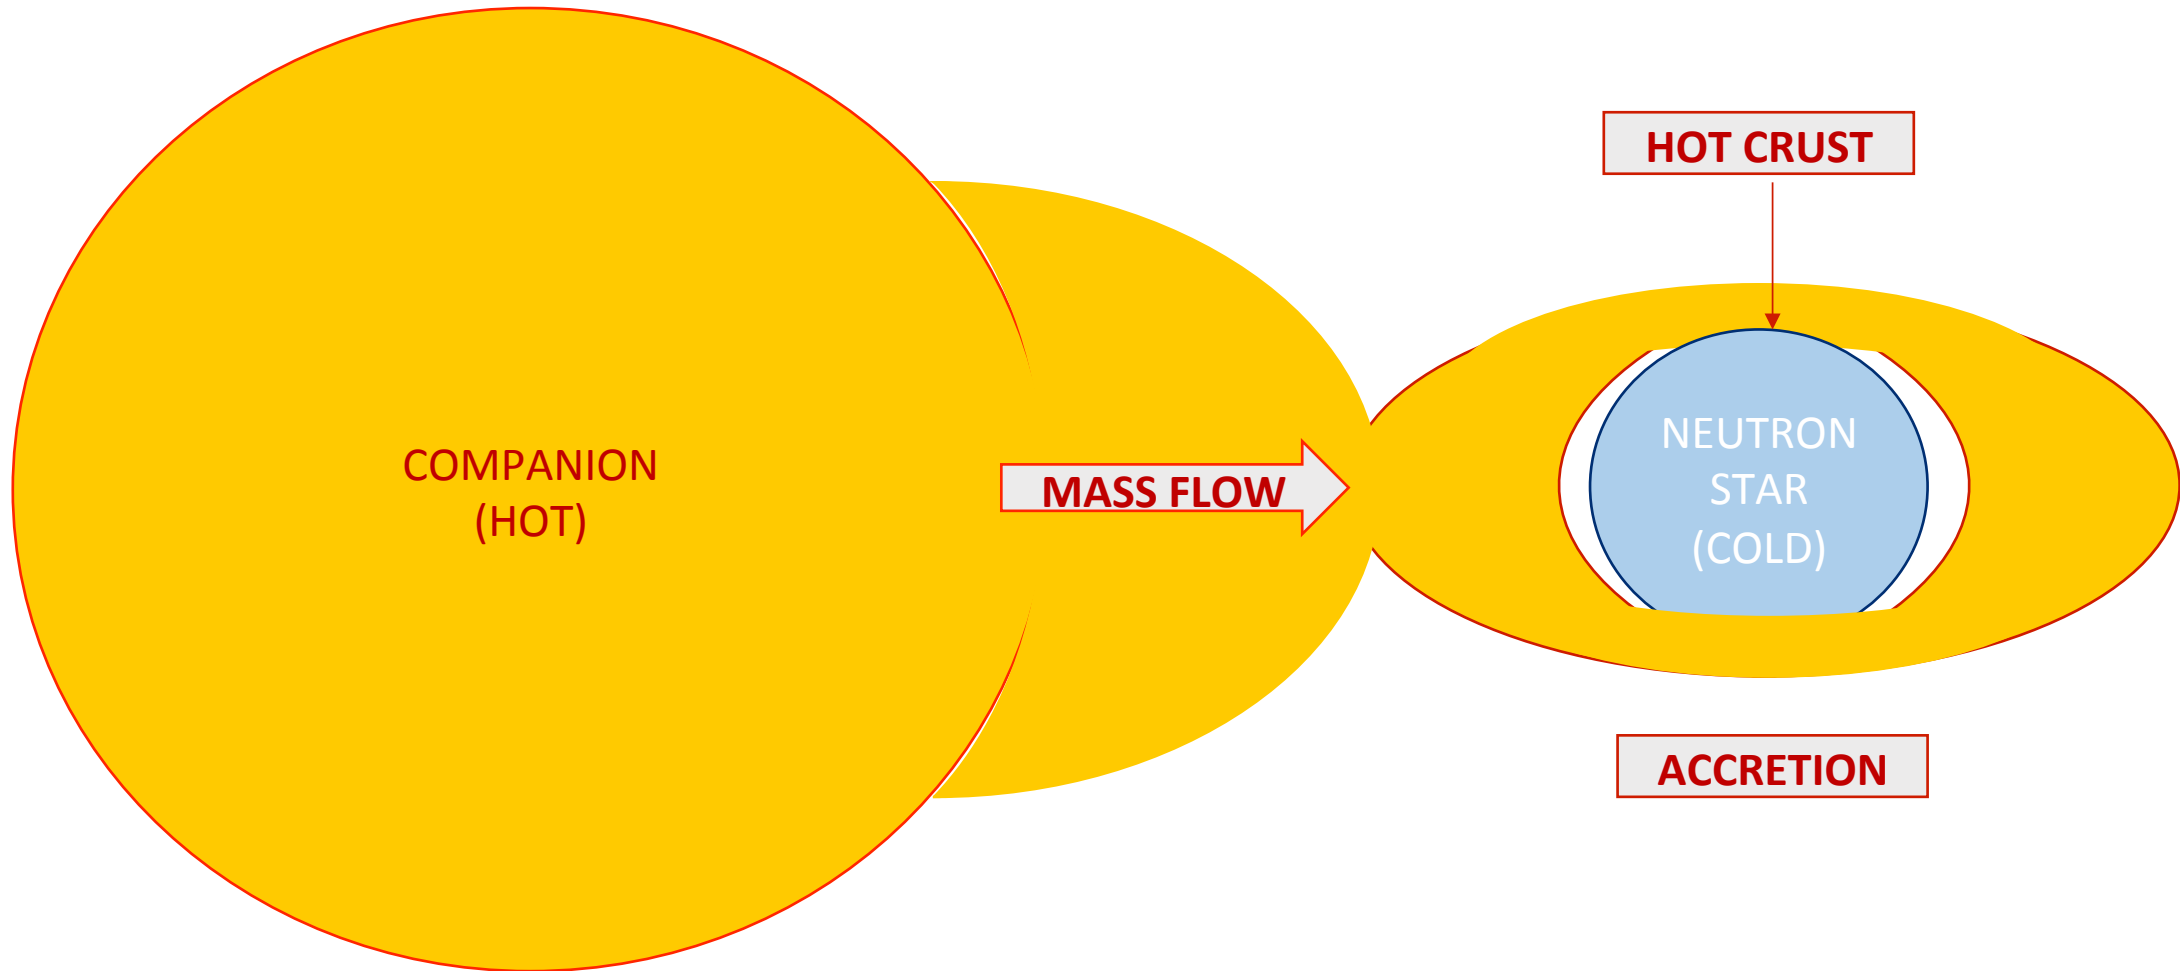 COMPANION
(HOT)
MASS FLOW
HOT CRUST
NEUTRON
STAR
(COLD)
ACCRETION